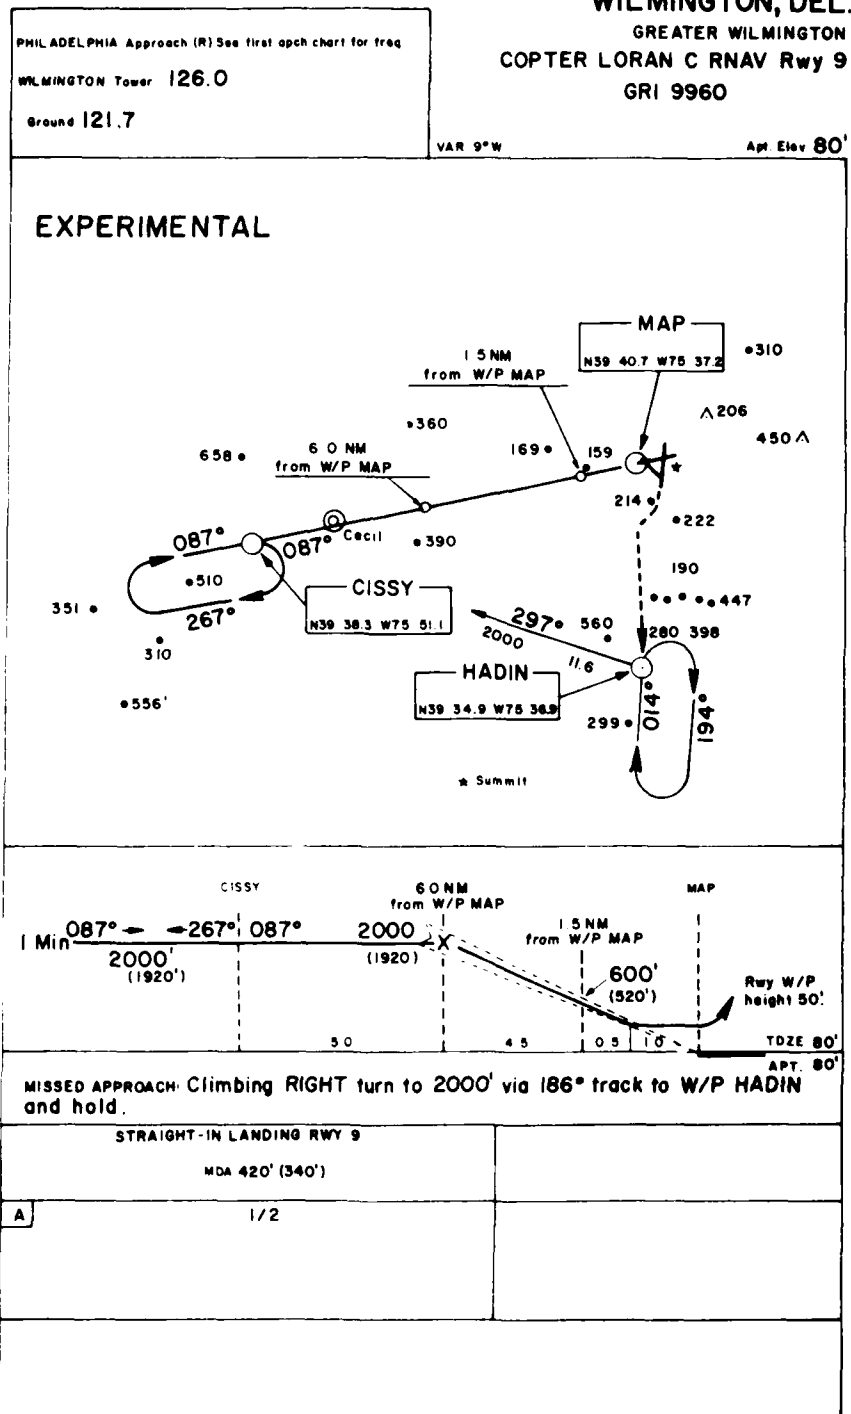 WILMINGTON, DEL.
GREATER WILMINGTON
COPTER LORAN C RNAV Rwy 9
GRI 9960
PHILADELPHIA Approach (R) See first apch chart for freq
WILMINGTON Tower 126.0
Ground 121.7
VAR 9°W
Apt. Elev 80'
EXPERIMENTAL
MAP
N39 40.7 W75 37.2
310
1.5 NM
from W/P MAP
206
450
360
658
6.0 NM
from W/P MAP
169
159
214
222
087°
087°
Cecil
390
510
267°
351
310
556'
CISSY
N39 38.3 W75 51.1
190
447
297°
560
2000
11.6
280 398
HADIN
N39 34.9 W75 36.9
299
014°
194°
Summit
CISSY
6.0 NM
from W/P MAP
MAP
1.5 NM
from W/P MAP
1 Min
087°
267°
087°
2000
2000'
(1920')
(1920)
600'
(520')
Rwy W/P
height 50'
5.0
4.5
0.5
1.0
TDZE 80'
APT. 80'
MISSED APPROACH: Climbing RIGHT turn to 2000' via 186° track to W/P HADIN
and hold.
STRAIGHT-IN LANDING RWY 9
MDA 420' (340')
A
1/2